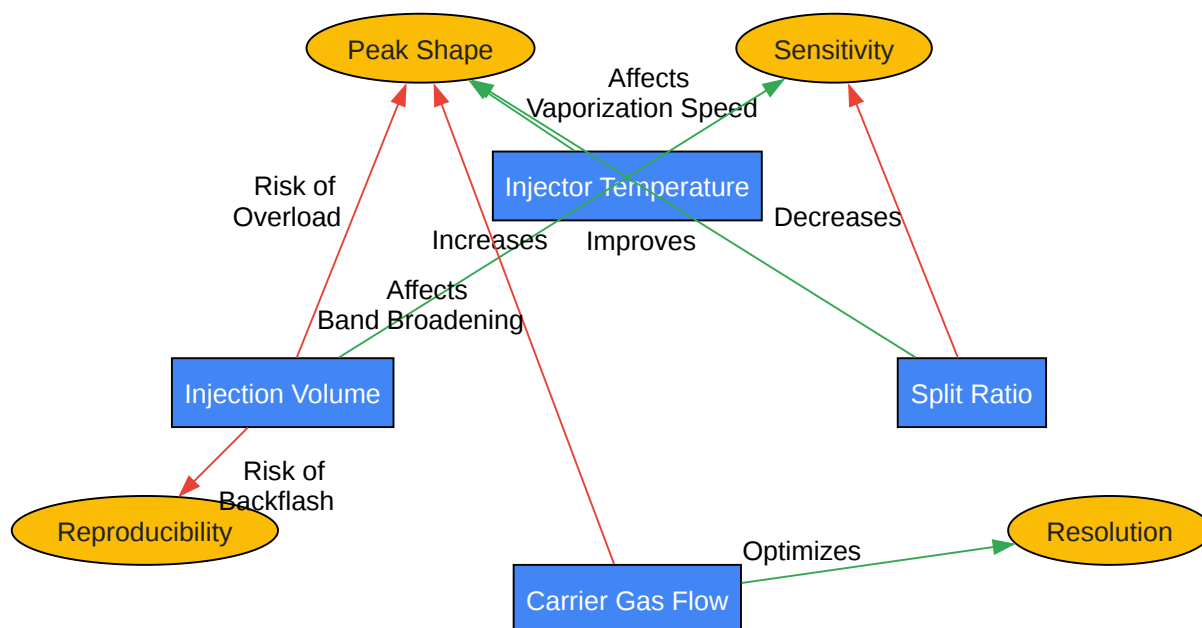 Peak Shape
Sensitivity
Affects
Vaporization Speed
Injector Temperature
Risk of
Overload
Increases
Improves
Decreases
Affects
Band Broadening
Injection Volume
Split Ratio
Risk of
Backflash
Reproducibility
Resolution
Optimizes
Carrier Gas Flow